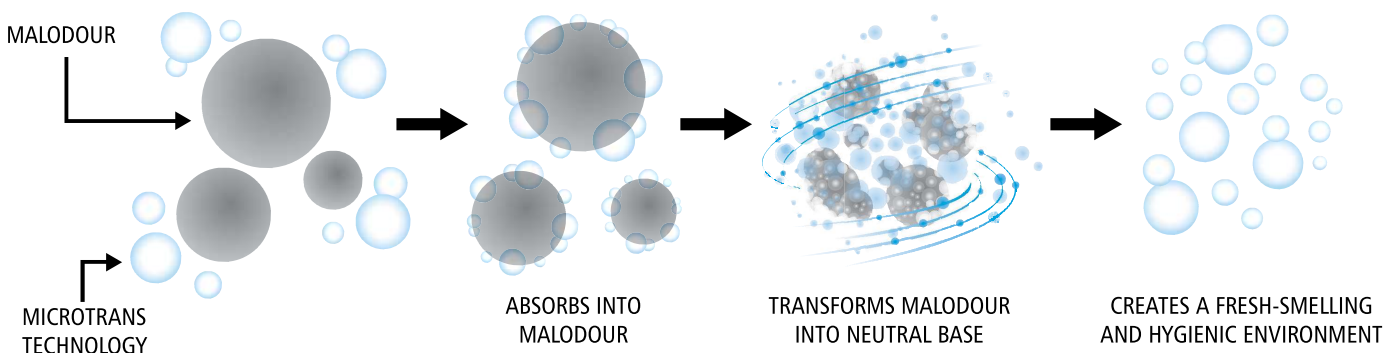 MALODOUR
MICROTRANS
TECHNOLOGY
ABSORBS INTO
MALODOUR
TRANSFORMS MALODOUR
INTO NEUTRAL BASE
CREATES A FRESH-SMELLING
AND HYGIENIC ENVIRONMENT